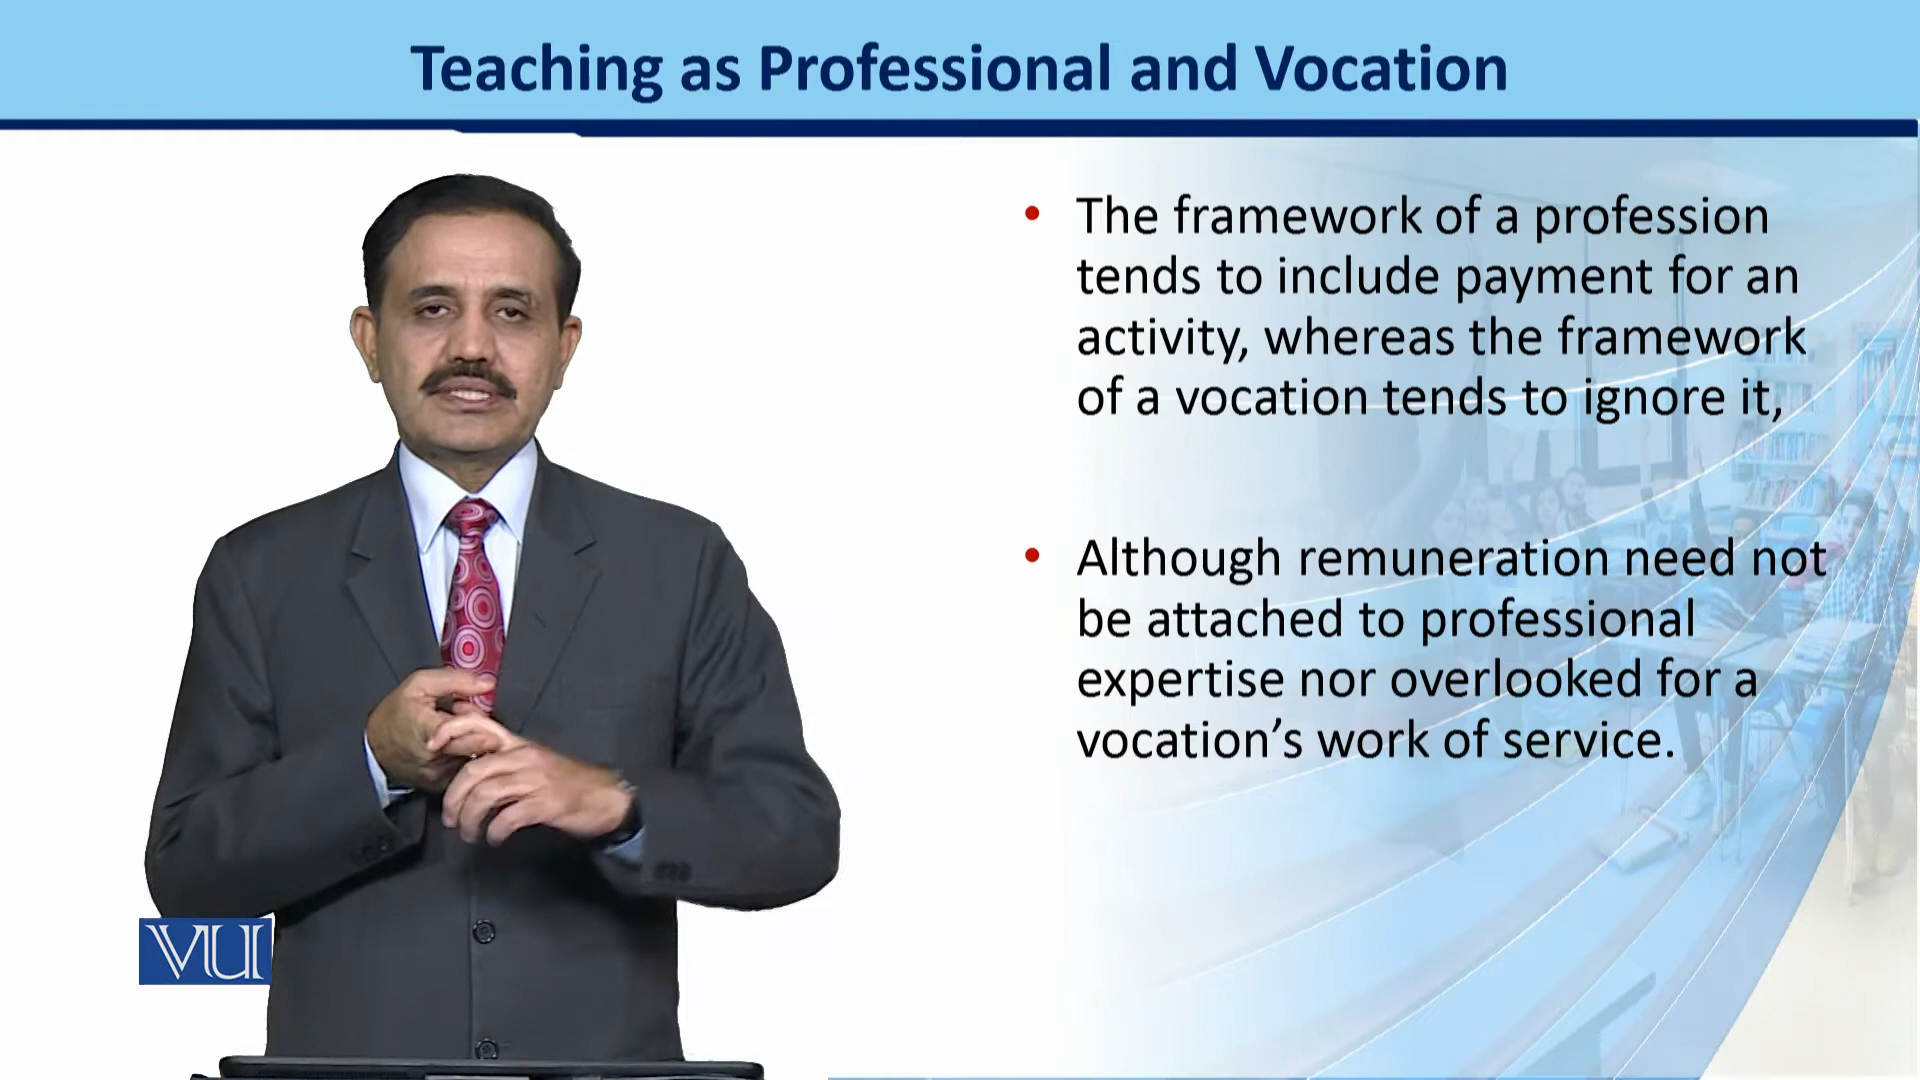 Teaching as Professional and Vocation
• The framework of a profession
tends to include payment for an
activity, whereas the framework
of a vocation tends to ignore it,
• Although remuneration need not
be attached to professional
expertise nor overlooked for a
vocation’s work of service.
VU